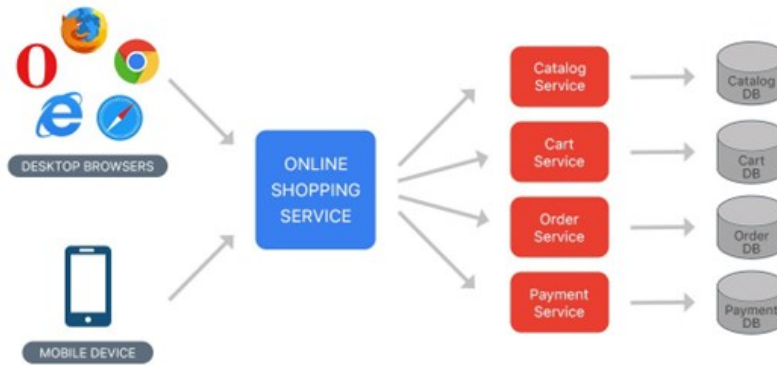 DESKTOP BROWSERS
MOBILE DEVICE
ONLINE
SHOPPING
SERVICE
Catalog
Service
Cart
Service
Order
Service
Payment
Service
Catalog
DB
Cart
DB
Order
DB
Payment
DB